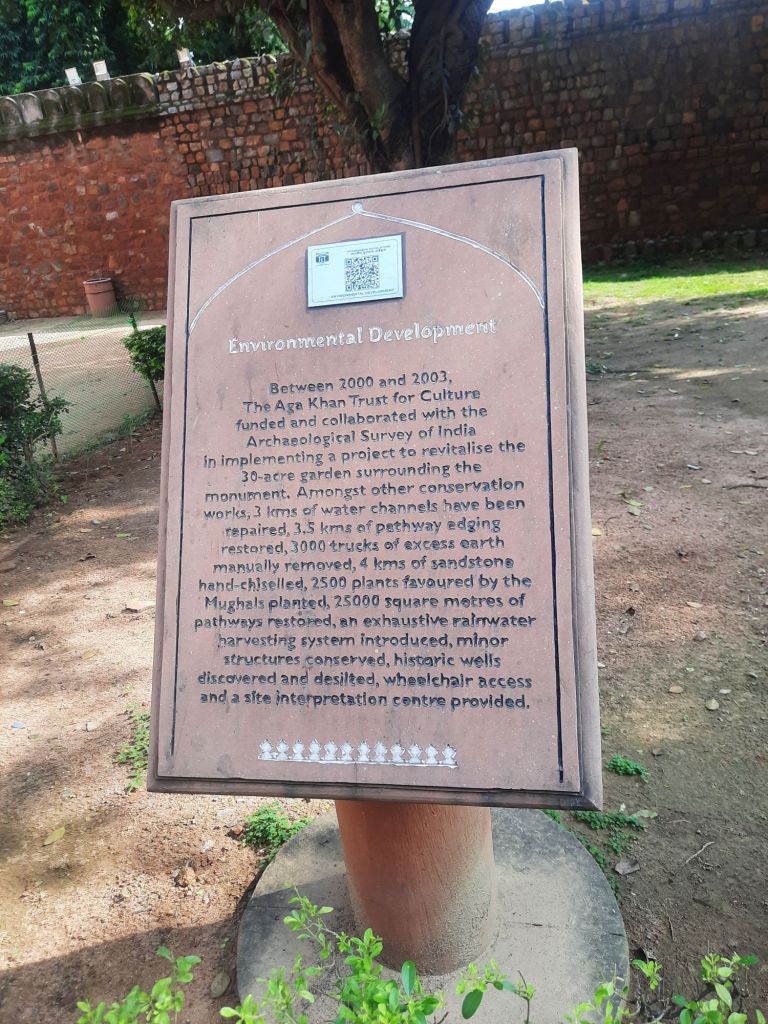 ENVIRONMENTAL DEVELOPMENT
Environmental Development
Between 2000 and 2003,
The Aga Khan Trust for Culture
funded and collaborated with the
Archaeological Survey of India
in implementing a project to revitalise the
30-acre garden surrounding the
monument. Amongst other conservation
works, 3 kms of water channels have been
repaired, 3.5 kms of pathway edging
restored, 3000 trucks of excess earth
manually removed, 4 kms of sandstone
hand-chiselled, 2500 plants favoured by the
Mughals planted, 25000 square metres of
pathways restored, an exhaustive rainwater
harvesting system introduced, minor
structures conserved, historic wells
discovered and desilted, wheelchair access
and a site interpretation centre provided.